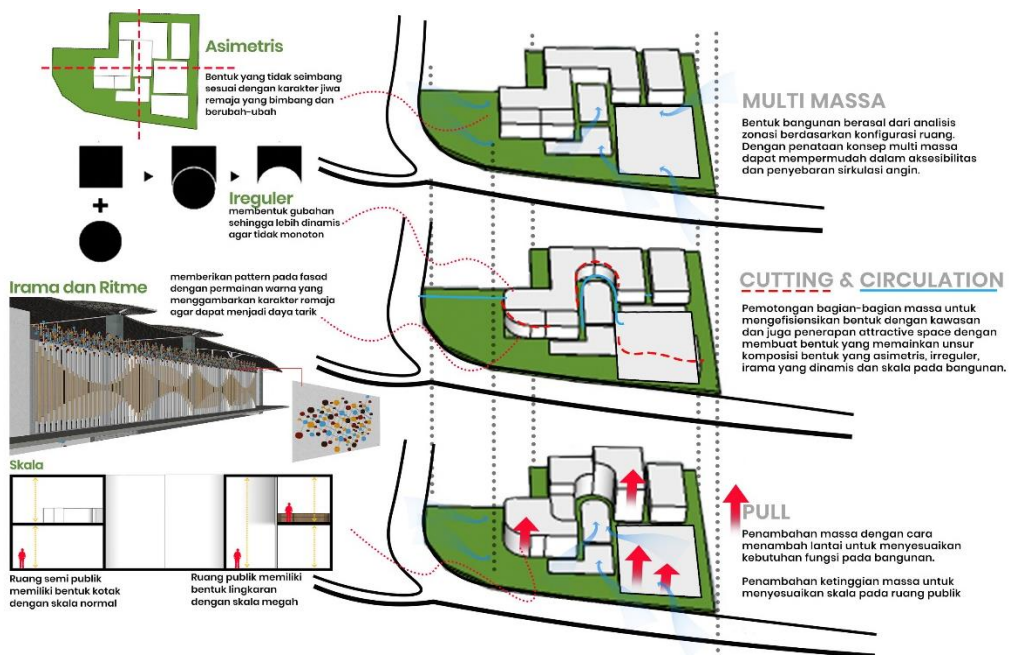 Asimetris
Bentuk yang tidak seimbang
sesuai dengan karakter jiwa
remaja yang bimbang dan
berubah-ubah
Ireguler
membentuk gubahan
sehingga lebih dinamis
agar tidak monoton
Irama dan Ritme
memberikan pattern pada fasad
dengan permainan warna yang
menggambarkan karakter remaja
agar dapat menjadi daya tarik
Skala
Ruang semi publik
memiliki bentuk kotak
dengan skala normal
Ruang publik memiliki
bentuk lingkaran
dengan skala megah
MULTI MASSA
Bentuk bangunan berasal dari analisis
zonasi berdasarkan konfigurasi ruang.
Dengan penataan konsep multi massa
dapat mempermudah dalam aksesibilitas
dan penyebaran sirkulasi angin.
CUTTING & CIRCULATION
Pemotongan bagian-bagian massa untuk
mengefisiensikan bentuk dengan kawasan
dan juga penerapan attractive space dengan
membuat bentuk yang memainkan unsur
komposisi bentuk yang asimetris, irreguler,
irama yang dinamis dan skala pada bangunan.
PULL
Penambahan massa dengan cara
menambah lantai untuk menyesuaikan
kebutuhan fungsi pada bangunan.
Penambahan ketinggian massa untuk
menyesuaikan skala pada ruang publik